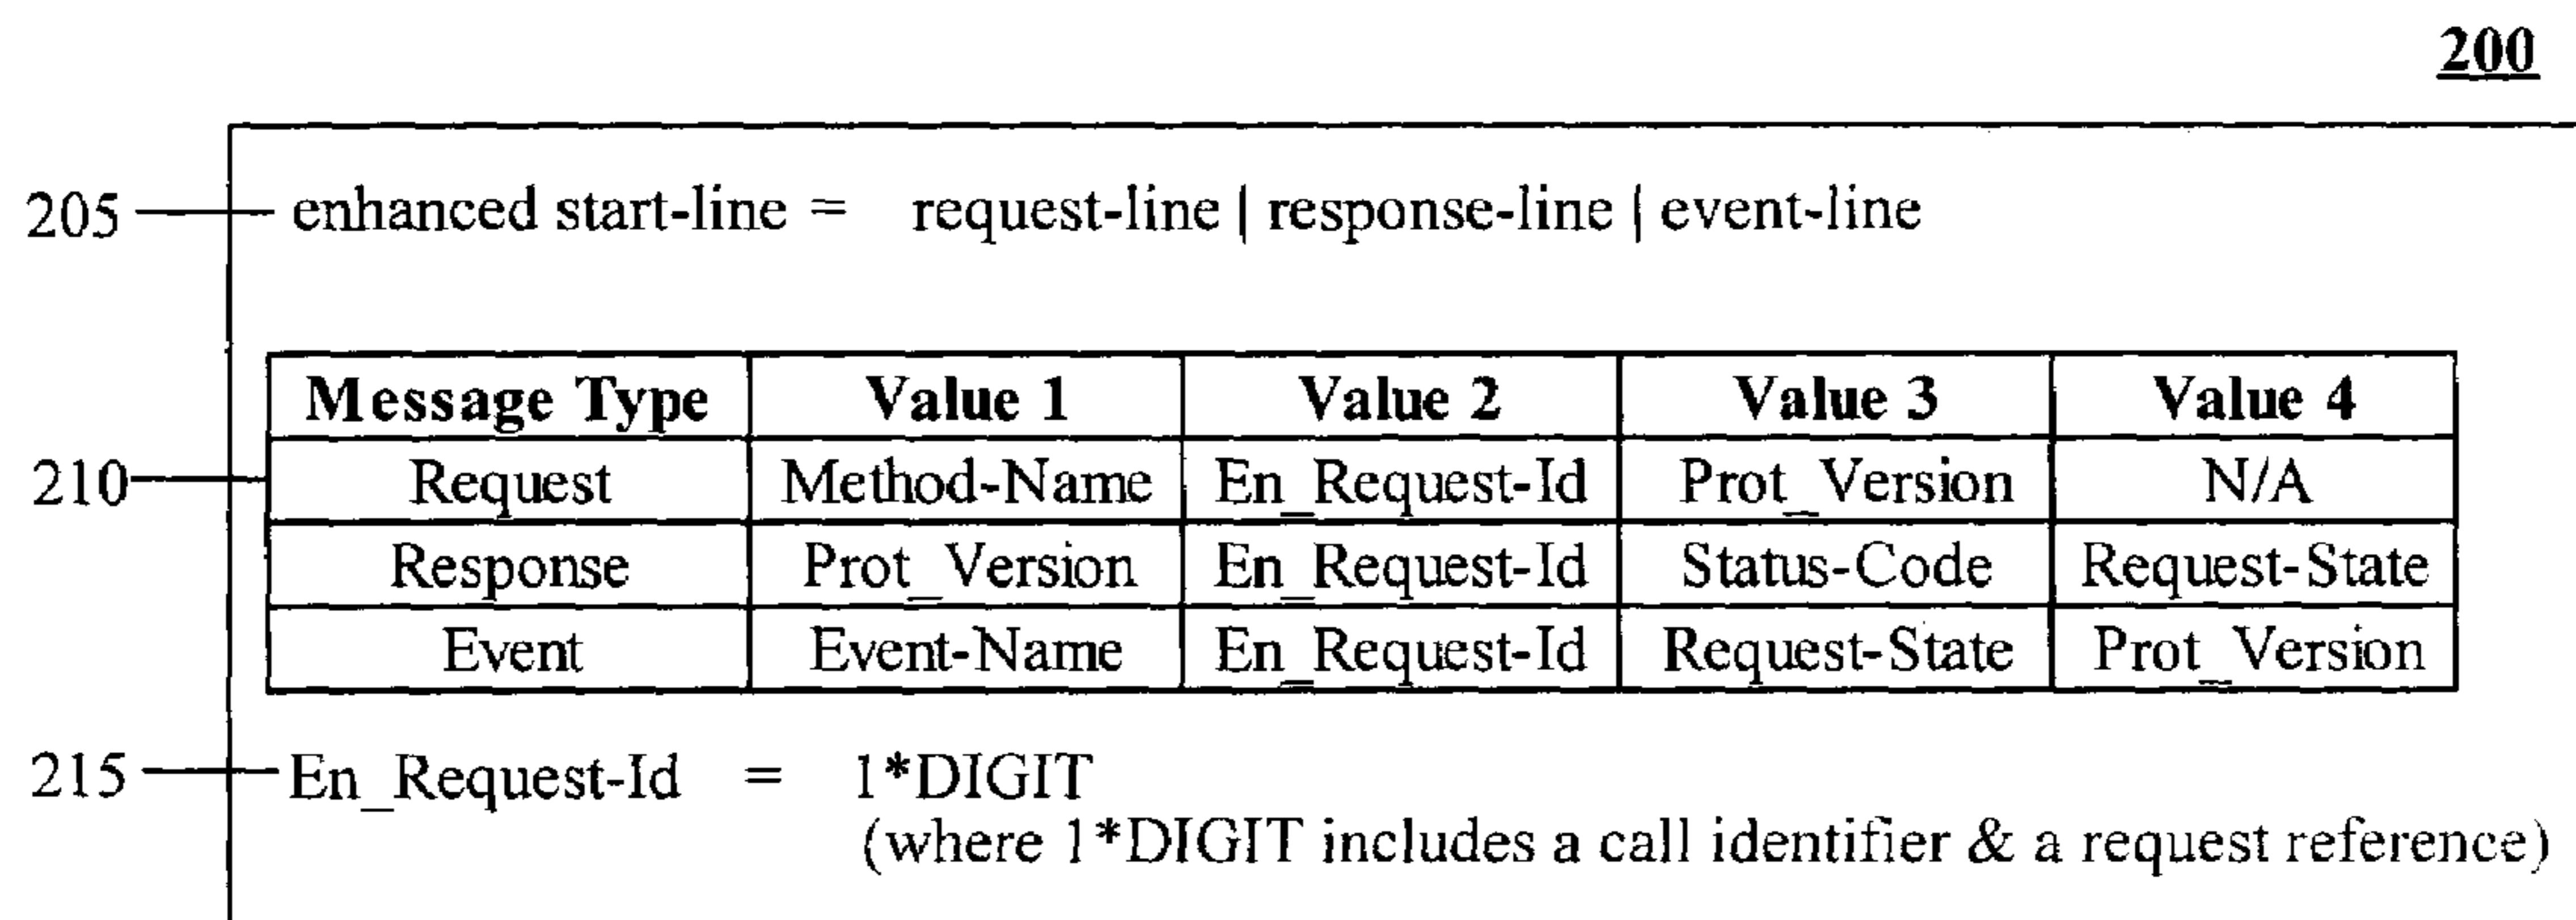 200
205 enhanced start-line = request-line | response-line | event-line
Message Type Value 1 Value 2 Value 3 Value 4
210 Request Method-Name En_Request-Id Prot_Version N/A
Response Prot_Version En_Request-Id Status-Code Request-State
Event Event-Name En_Request-Id Request-State Prot_Version
215 En_Request-Id = 1*DIGIT
(where 1*DIGIT includes a call identifier & a request reference)